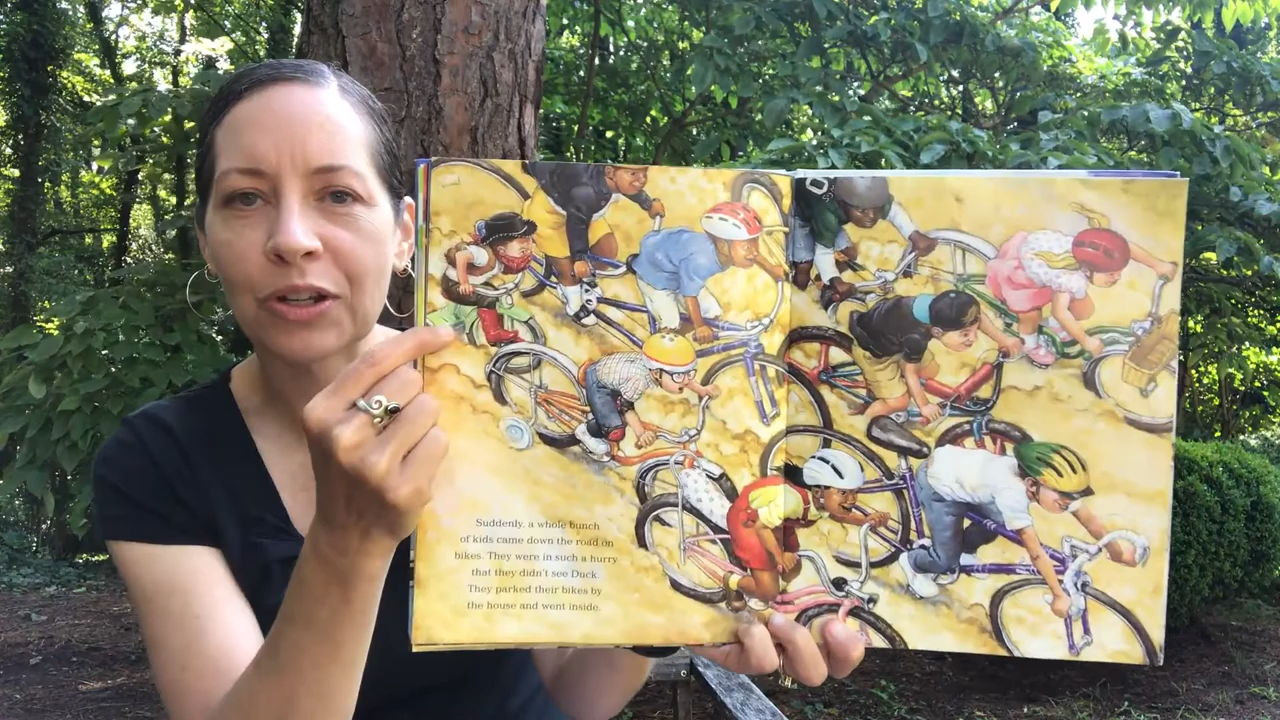 Suddenly, a whole bunch
of kids came down the road on
bikes. They were in such a hurry
that they didn't see Duck.
They parked their bikes by
the house and went inside.